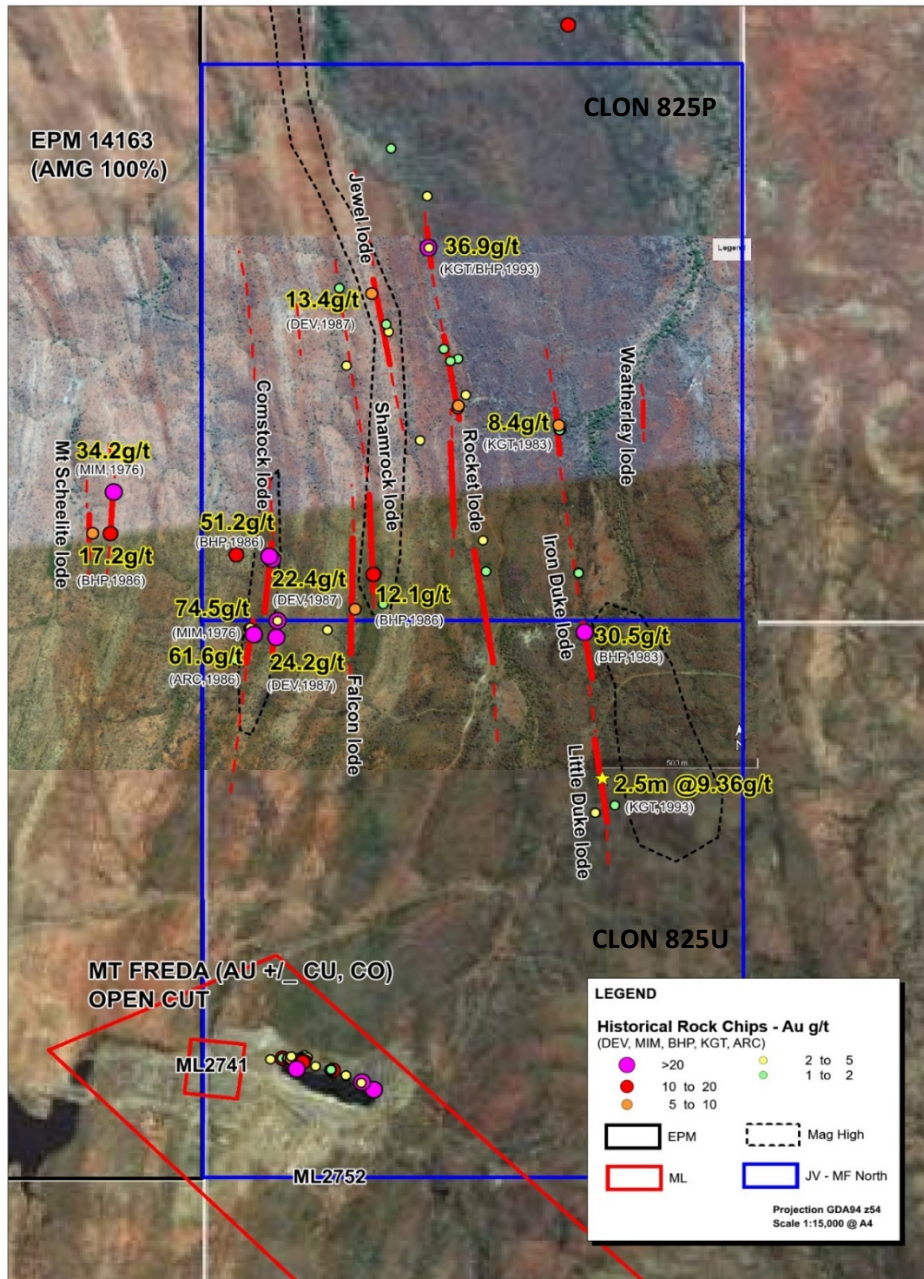 CLON 825P
EPM 14163
(AMG 100%)
Jewel lode
36.9g/t
(KGT/BHP,1993)
Legend
13.4g/t
(DEV,1987)
Comstock lode
Shamrock lode
Weatherley lode
8.4g/t
(KGT,1983)
Rocket lode
Mt Scheelite lode
34.2g/t
(MIM,1976)
17.2g/t
(BHP,1986)
51.2g/t
(BHP,1986)
22.4g/t
(DEV,1987)
12.1g/t
(BHP,1986)
Iron Duke lode
74.5g/t
(MIM,1976)
61.6g/t
(ARC,1986)
24.2g/t
(DEV,1987)
30.5g/t
(BHP,1983)
Falcon lode
N
500 m
2.5m @9.36g/t
(KGT,1993)
Little Duke lode
CLON 825U
MT FREDA (AU +/_ CU, CO)
OPEN CUT
ML2741
ML2752
LEGEND
Historical Rock Chips - Au g/t
(DEV, MIM, BHP, KGT, ARC)
>20
10 to 20
5 to 10
2 to 5
1 to 2
EPM
Mag High
ML
JV - MF North
Projection GDA94 z54
Scale 1:15,000 @ A4